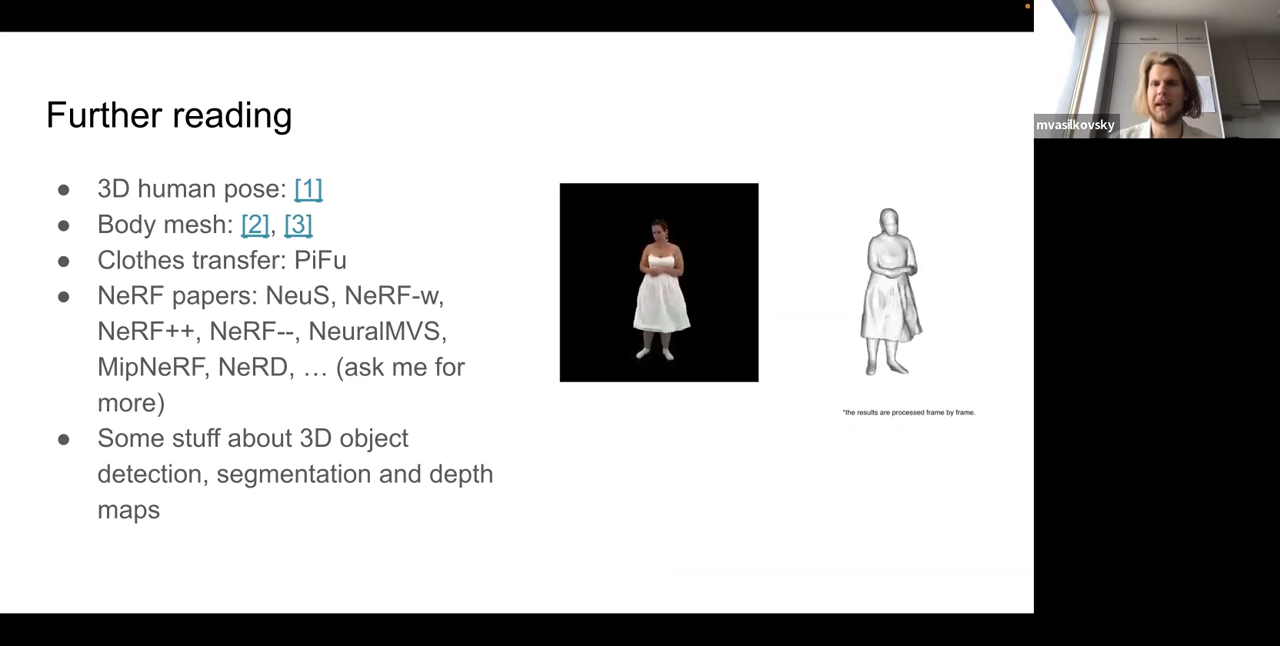 Further reading
● 3D human pose: [1]
● Body mesh: [2], [3]
● Clothes transfer: PiFu
● NeRF papers: NeuS, NeRF-w,
NeRF++, NeRF--, NeuralMVS,
MipNeRF, NeRD, … (ask me for
more)
● Some stuff about 3D object
detection, segmentation and depth
maps
*the results are processed frame by frame.
mvasilkovsky